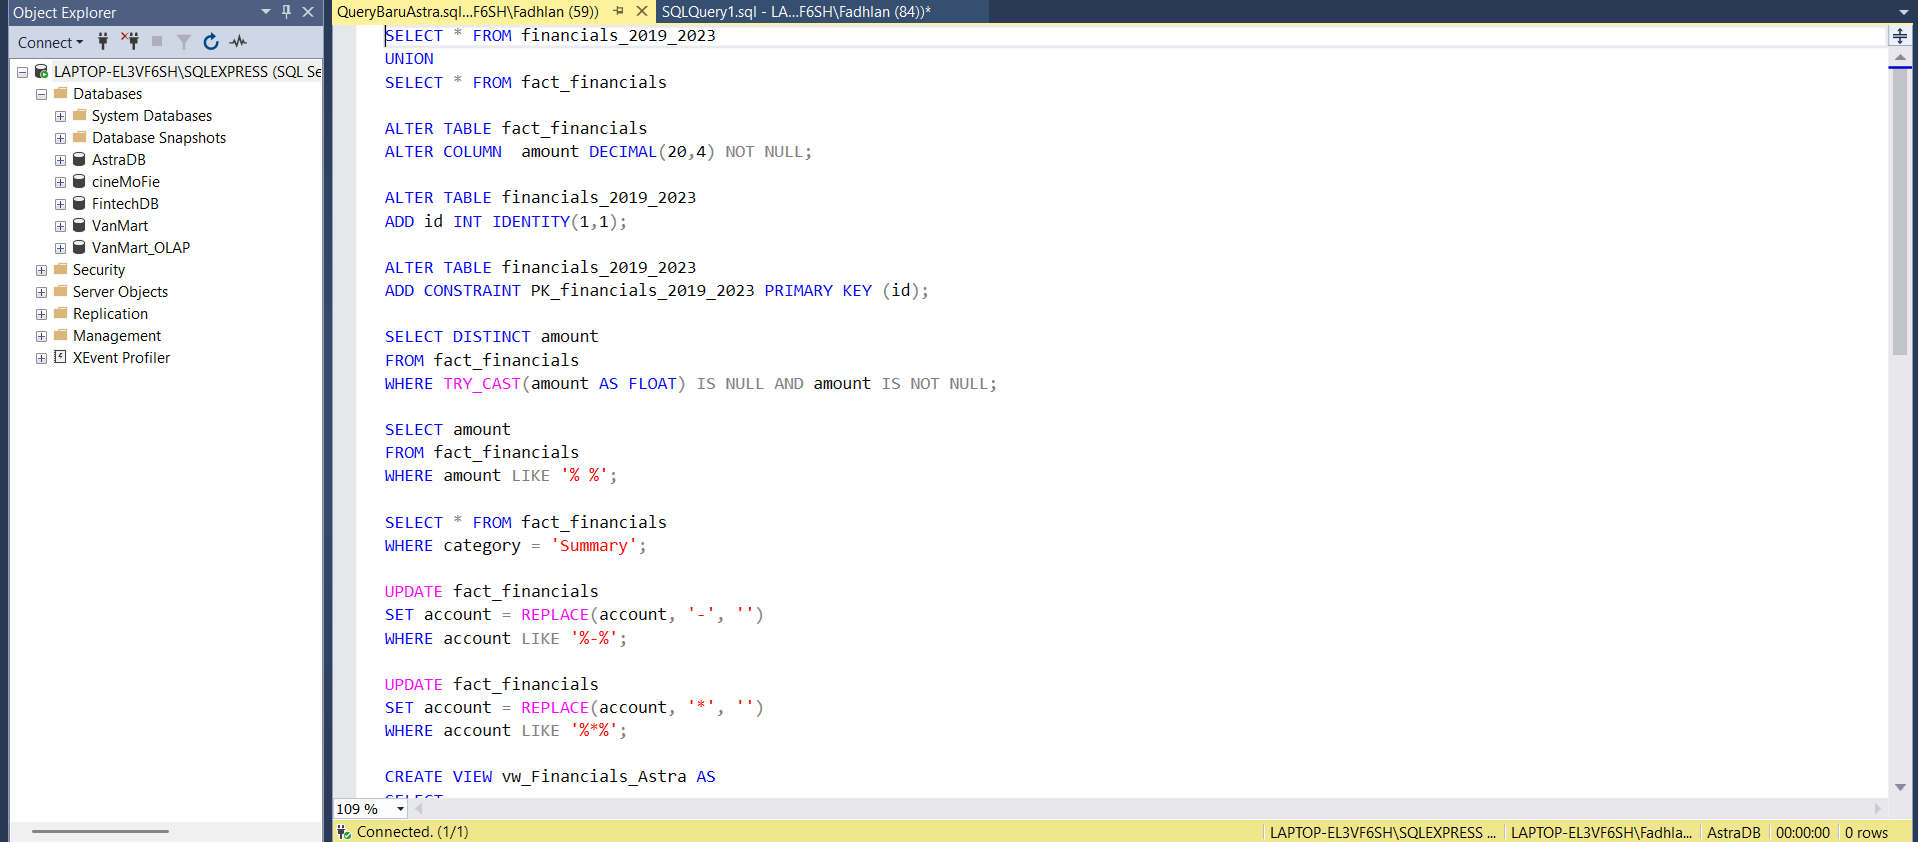 Object Explorer
Connect
LAPTOP-EL3VF6SH\SQLEXPRESS (SQL Se
Databases
System Databases
Database Snapshots
AstraDB
cineMoFie
FintechDB
VanMart
VanMart_OLAP
Security
Server Objects
Replication
Management
XEvent Profiler
QueryBaruAstra.sql...F6SH\Fadhlan (59))
SQLQuery1.sql - LA...F6SH\Fadhlan (84))*
SELECT * FROM financials_2019_2023
UNION
SELECT * FROM fact_financials
ALTER TABLE fact_financials
ALTER COLUMN  amount DECIMAL(20,4) NOT NULL;
ALTER TABLE financials_2019_2023
ADD id INT IDENTITY(1,1);
ALTER TABLE financials_2019_2023
ADD CONSTRAINT PK_financials_2019_2023 PRIMARY KEY (id);
SELECT DISTINCT amount
FROM fact_financials
WHERE TRY_CAST(amount AS FLOAT) IS NULL AND amount IS NOT NULL;
SELECT amount
FROM fact_financials
WHERE amount LIKE '% %';
SELECT * FROM fact_financials
WHERE category = 'Summary';
UPDATE fact_financials
SET account = REPLACE(account, '-', '')
WHERE account LIKE '%-%';
UPDATE fact_financials
SET account = REPLACE(account, '*', '')
WHERE account LIKE '%*%';
CREATE VIEW vw_Financials_Astra AS
SELECT
109 %
Connected. (1/1)
LAPTOP-EL3VF6SH\SQLEXPRESS ...
LAPTOP-EL3VF6SH\Fadhla...
AstraDB
00:00:00
0 rows